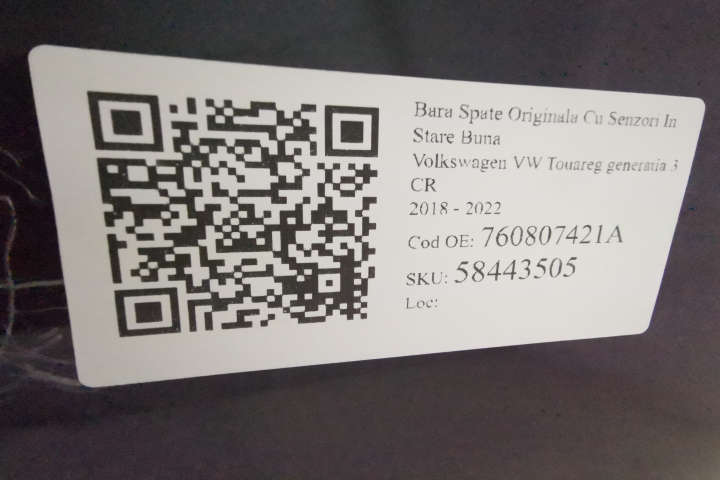 Bara Spate Originala Cu Senzori In
Stare Buna
Volkswagen VW Touareg generatia 3
CR
2018 - 2022
Cod OE: 760807421A
SKU: 58443505
Loc: